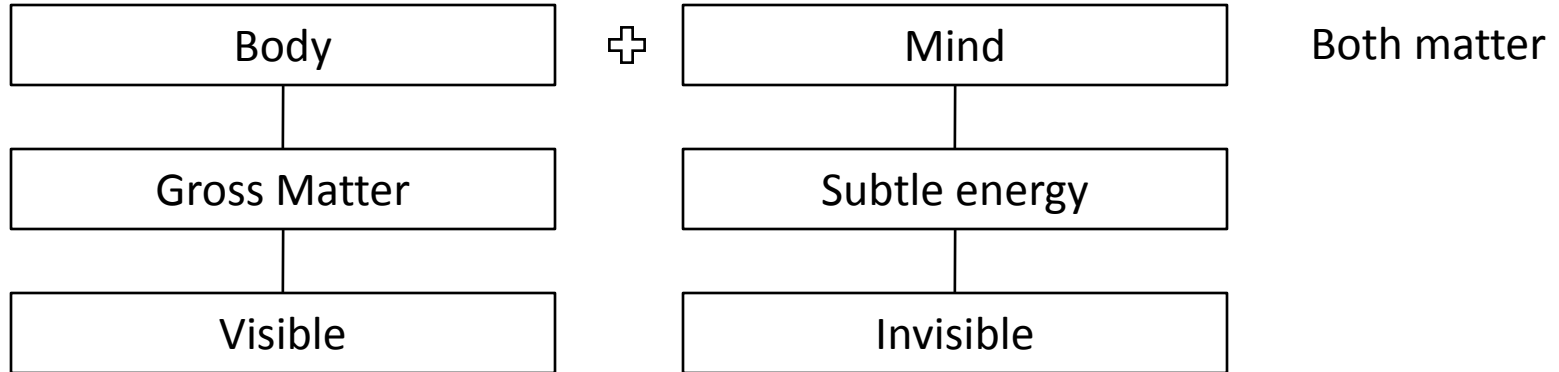 Body Mind Both matter
Gross Matter Subtle energy
Visible Invisible